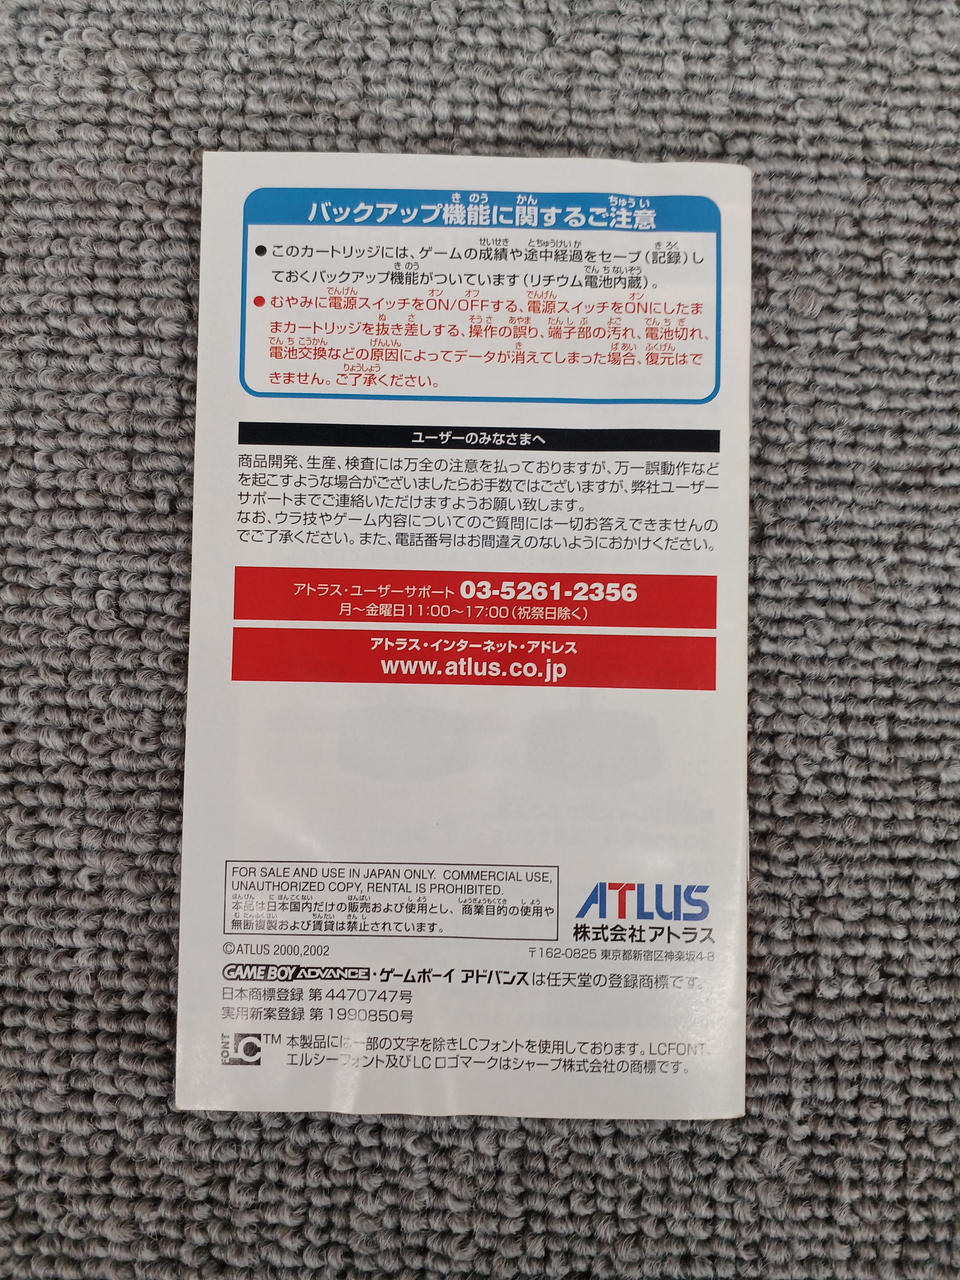 バックアップ機能に関するご注意
●このカートリッジには、ゲームの成績や途中経過をセーブ(記録)し
ておくバックアップ機能がついています(リチウム電池内蔵)。
●むやみに電源スイッチをON/OFFする、電源スイッチをONにしたま
まカートリッジを抜き差しする、操作の誤り、端子部の汚れ、電池切れ、
電池交換などの原因によってデータが消えてしまった場合、復元はで
きません。ご了承ください。
ユーザーのみなさまへ
商品開発、生産、検査には万全の注意を払っておりますが、万一誤動作など
を起こすような場合がございましたらお手数ではございますが、弊社ユーザー
サポートまでご連絡いただけますようお願い致します。
なお、ウラ技やゲーム内容についてのご質問には一切お答えできませんの
でご了承ください。また、電話番号はお間違えのないようにおかけください。
アトラス・ユーザーサポート 03-5261-2356
月〜金曜日11:00〜17:00(祝祭日除く)
アトラス・インターネット・アドレス
www.atlus.co.jp
FOR SALE AND USE IN JAPAN ONLY. COMMERCIAL USE,
UNAUTHORIZED COPY, RENTAL IS PROHIBITED.
本品は日本国内だけの販売および使用とし、商業目的の使用や
無断複製および賃貸は禁止されています。
ATLUS
株式会社アトラス
〒162-0825 東京都新宿区神楽坂4-8
©ATLUS 2000,2002
GAME BOY ADVANCE・ゲームボーイ アドバンスは任天堂の登録商標です。
日本商標登録 第4470747号
実用新案登録 第1990850号
LC FONT TM 本製品には一部の文字を除きLCフォントを使用しております。LCFONT、
エルシーフォント及びLCロゴマークはシャープ株式会社の商標です。